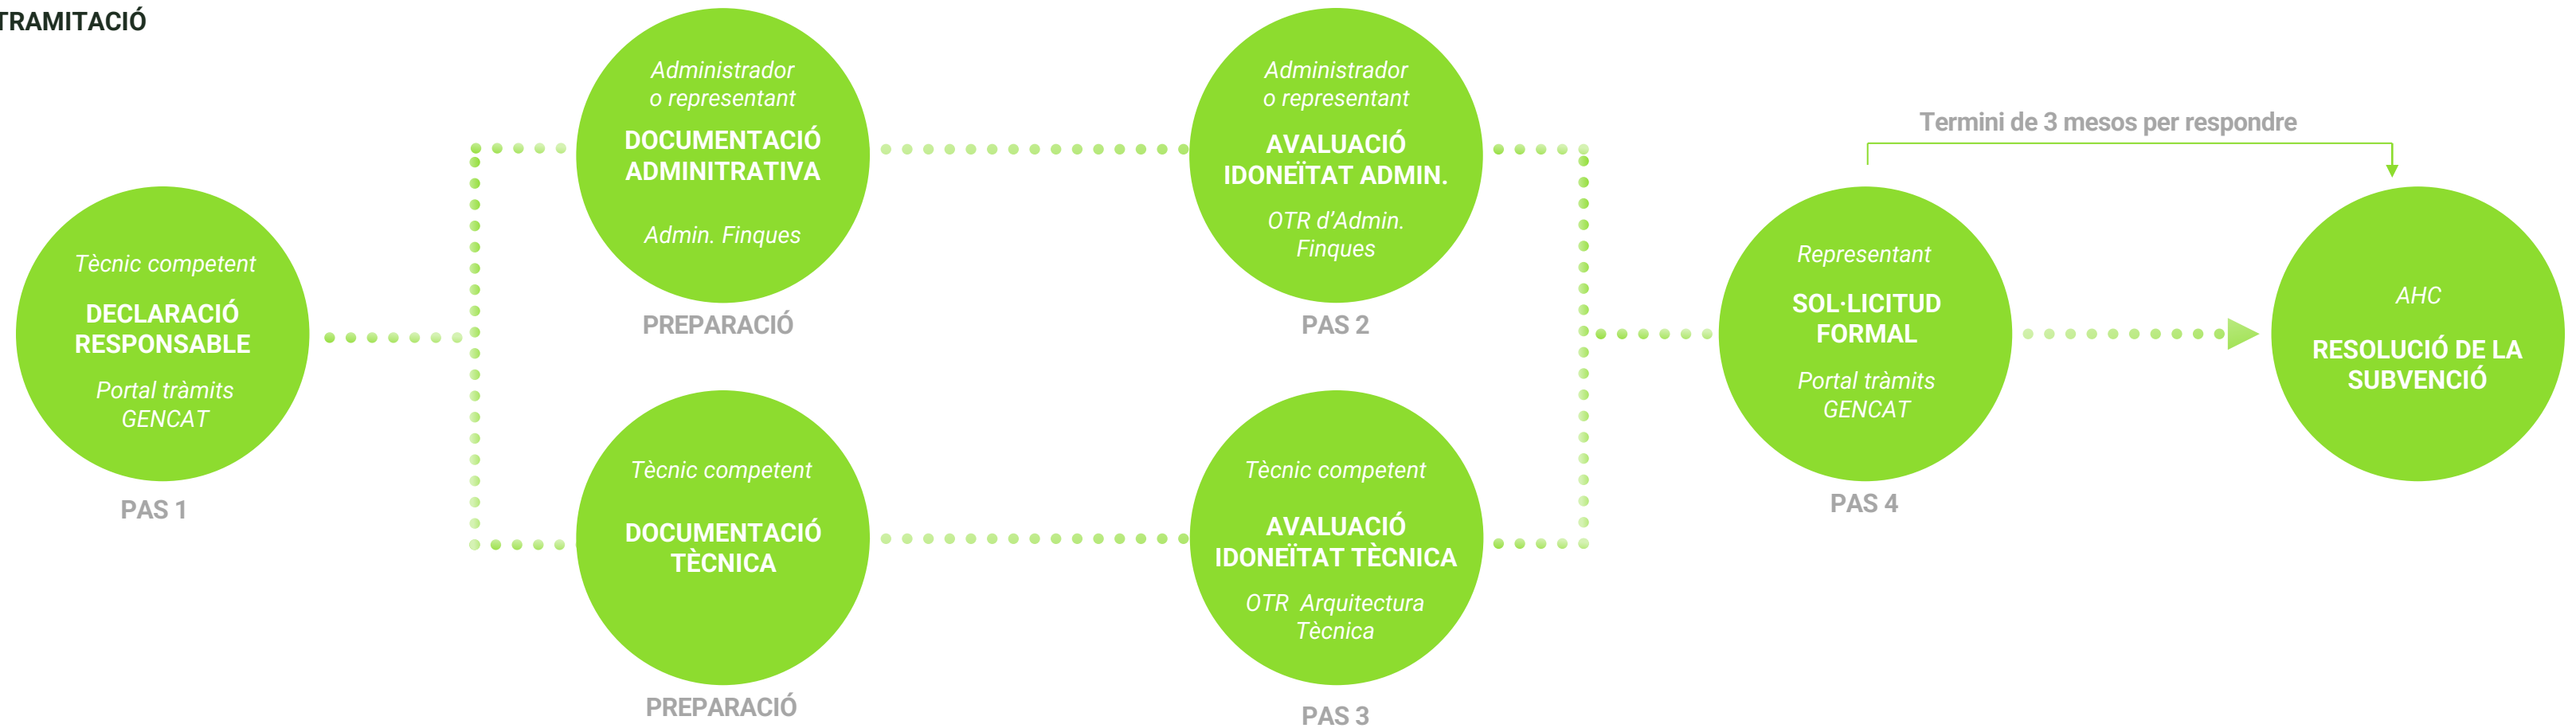 TRAMITACIÓ
Tècnic competent
DECLARACIÓ
RESPONSABLE
Portal tràmits
GENCAT
PAS 1
Administrador
o representant
DOCUMENTACIÓ
ADMINITRATIVA
Admin. Finques
PREPARACIÓ
Administrador
o representant
AVALUACIÓ
IDONEÏTAT ADMIN.
OTR d'Admin.
Finques
PAS 2
Tècnic competent
DOCUMENTACIÓ
TÈCNICA
PREPARACIÓ
Tècnic competent
AVALUACIÓ
IDONEÏTAT TÈCNICA
OTR Arquitectura
Tècnica
PAS 3
Termini de 3 mesos per respondre
Representant
SOL·LICITUD
FORMAL
Portal tràmits
GENCAT
PAS 4
AHC
RESOLUCIÓ DE LA
SUBVENCIÓ